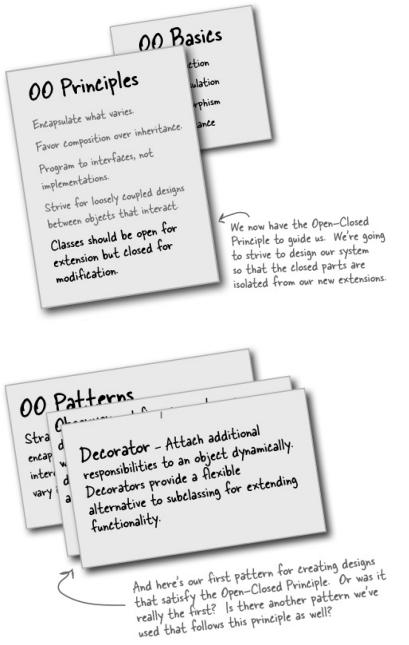 OO Basics
ction
ulation
rphism
ance
OO Principles
Encapsulate what varies.
Favor composition over inheritance.
Program to interfaces, not
implementations.
Strive for loosely coupled designs
between objects that interact
Classes should be open for
extension but closed for
modification.
We now have the Open-Closed
Principle to guide us. We're going
to strive to design our system
so that the closed parts are
isolated from our new extensions.
OO Patterns
Stra
encap
inter
vary
Decorator – Attach additional
responsibilities to an object dynamically.
Decorators provide a flexible
alternative to subclassing for extending
functionality.
And here's our first pattern for creating designs
that satisfy the Open-Closed Principle. Or was it
really the first? Is there another pattern we've
used that follows this principle as well?